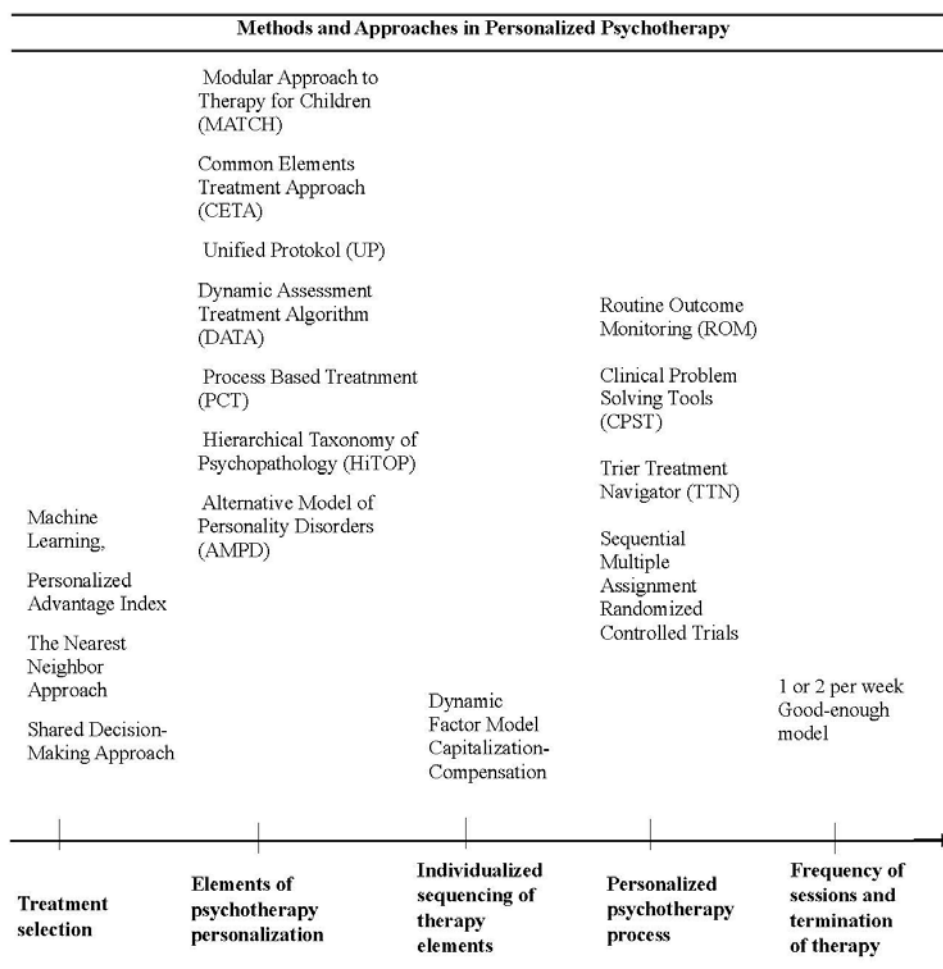 Methods and Approaches in Personalized Psychotherapy
Modular Approach to
Therapy for Children
(MATCH)
Common Elements
Treatment Approach
(CETA)
Unified Protokol (UP)
Dynamic Assessment
Treatment Algorithm
(DATA)
Process Based Treatnment
(PCT)
Hierarchical Taxonomy of
Psychopathology (HiTOP)
Alternative Model of
Personality Disorders
(AMPD)
Machine
Learning,
Personalized
Advantage Index
The Nearest
Neighbor
Approach
Shared Decision-
Making Approach
Dynamic
Factor Model
Capitalization-
Compensation
Routine Outcome
Monitoring (ROM)
Clinical Problem
Solving Tools
(CPST)
Trier Treatment
Navigator (TTN)
Sequential
Multiple
Assignment
Randomized
Controlled Trials
1 or 2 per week
Good-enough
model
Treatment
selection
Elements of
psychotherapy
personalization
Individualized
sequencing of
therapy
elements
Personalized
psychotherapy
process
Frequency of
sessions and
termination
of therapy